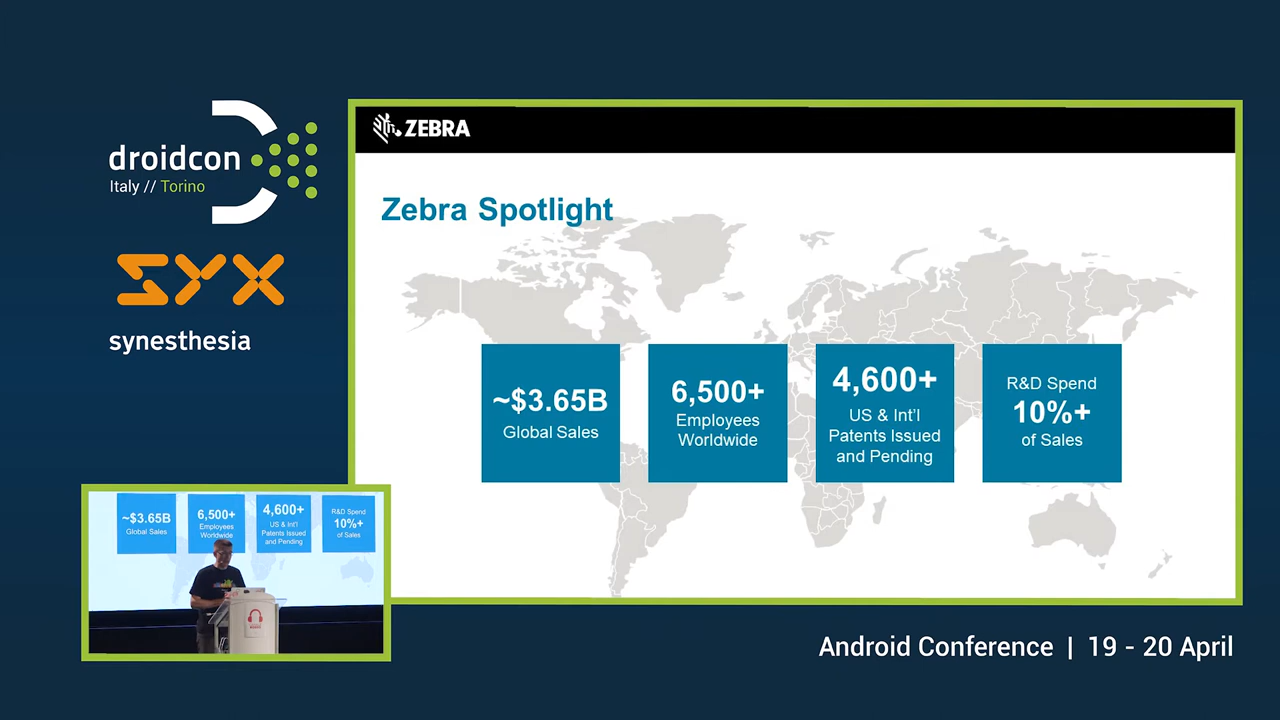 droidcon
Italy // Torino
SYX
synesthesia
ZEBRA
Zebra Spotlight
~$3.65B
Global Sales
6,500+
Employees
Worldwide
4,600+
US & Int'l
Patents Issued
and Pending
R&D Spend
10%+
of Sales
~$3.65B
Global Sales
6,500+
Employees
Worldwide
4,600+
US & Int'l
Patents Issued
and Pending
R&D Spend
10%+
of Sales
Android Conference | 19 - 20 April